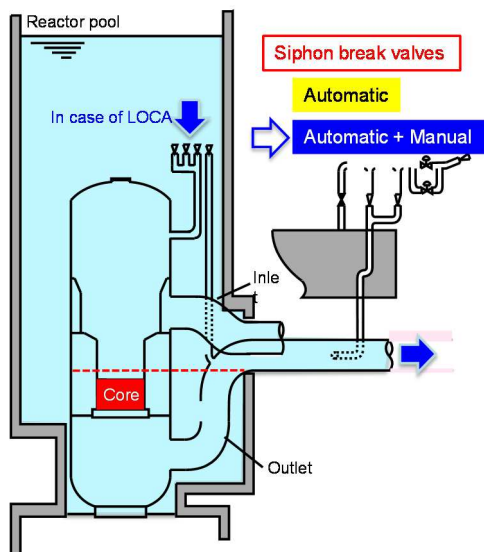 Reactor pool
Siphon break valves
Automatic
In case of LOCA
Automatic + Manual
Inle
t
Core
Outlet